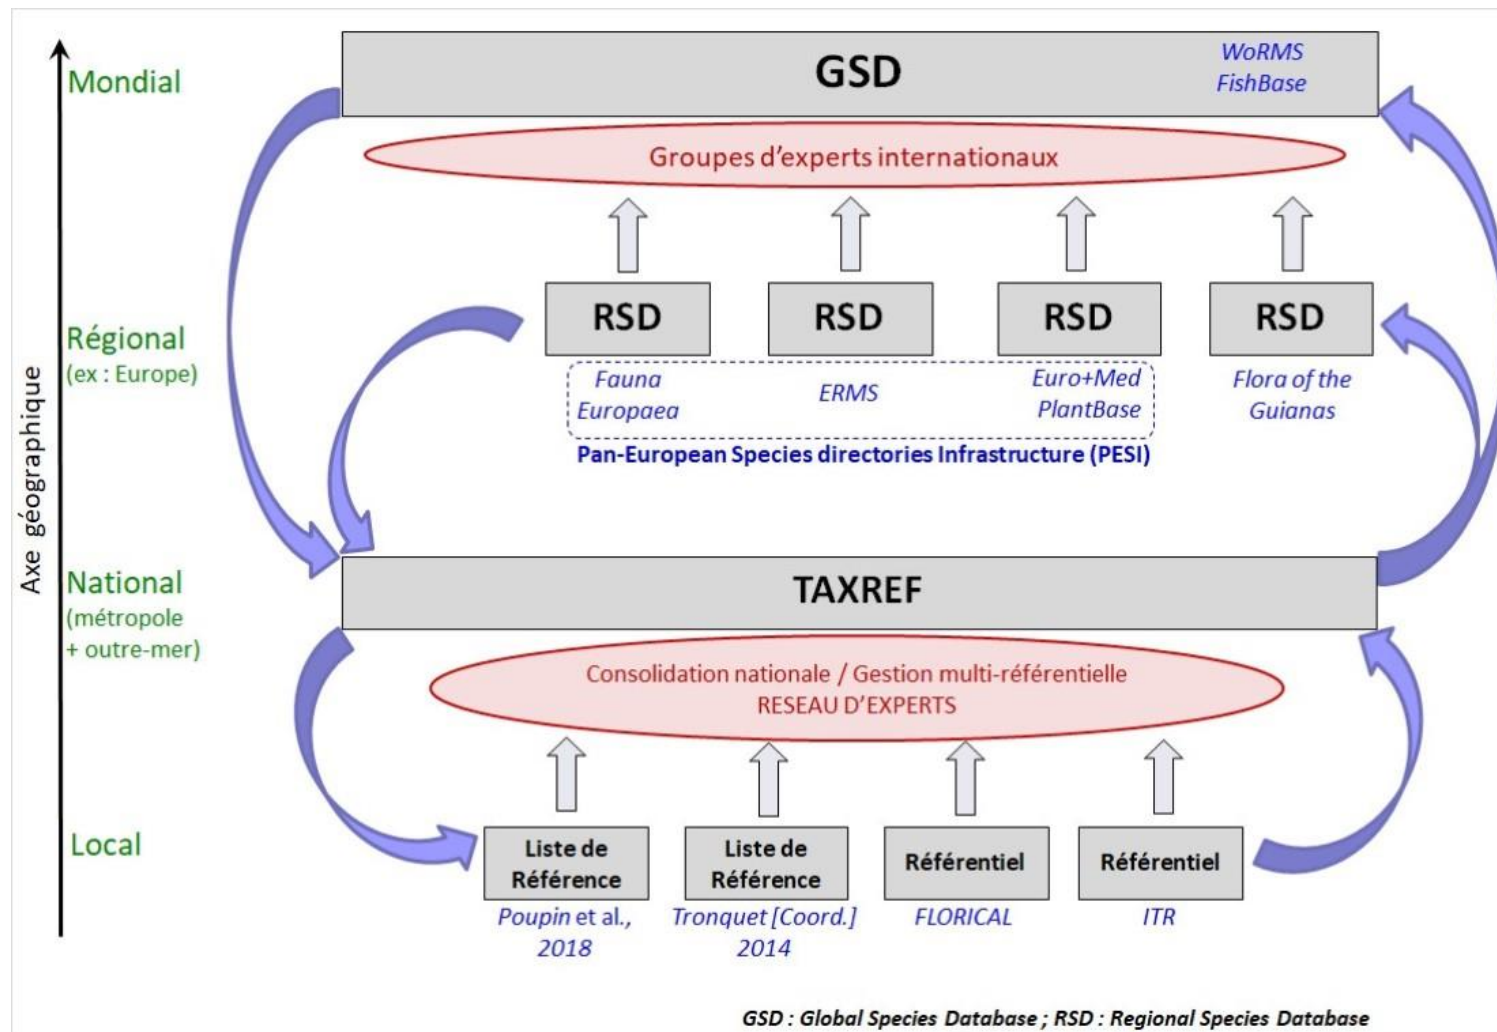 Axe géographique
Mondial
GSD
WoRMS
FishBase
Groupes d'experts internationaux
Régional
(ex : Europe)
RSD
RSD
RSD
RSD
Fauna
Europaea
ERMS
Euro+Med
PlantBase
Flora of the
Guianas
Pan-European Species directories Infrastructure (PESI)
National
(métropole
+ outre-mer)
TAXREF
Consolidation nationale / Gestion multi-référentielle
RESEAU D'EXPERTS
Local
Liste de
Référence
Liste de
Référence
Référentiel
Référentiel
Poupin et al.,
2018
Tronquet [Coord.]
2014
FLORICAL
ITR
GSD : Global Species Database ; RSD : Regional Species Database